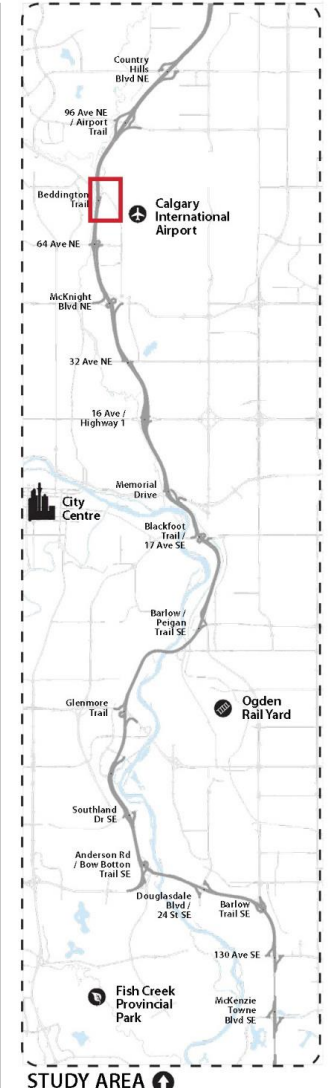 Country
Hills
Blvd NE
96 Ave NE
/ Airport
Trail
Beddington
Trail
Calgary
International
Airport
64 Ave NE
McKnight
Blvd NE
32 Ave NE
16 Ave /
Highway 1
Memorial
Drive
City
Centre
Blackfoot
Trail /
17 Ave SE
Barlow /
Peigan
Trail SE
Glenmore
Trail
Ogden
Rail Yard
Southland
Dr SE
Anderson Rd
/ Bow Botton
Trail SE
Douglasdale
Blvd /
24 St SE
Barlow
Trail SE
130 Ave SE
Fish Creek
Provincial
Park
McKenzie
Towne
Blvd SE
STUDY AREA